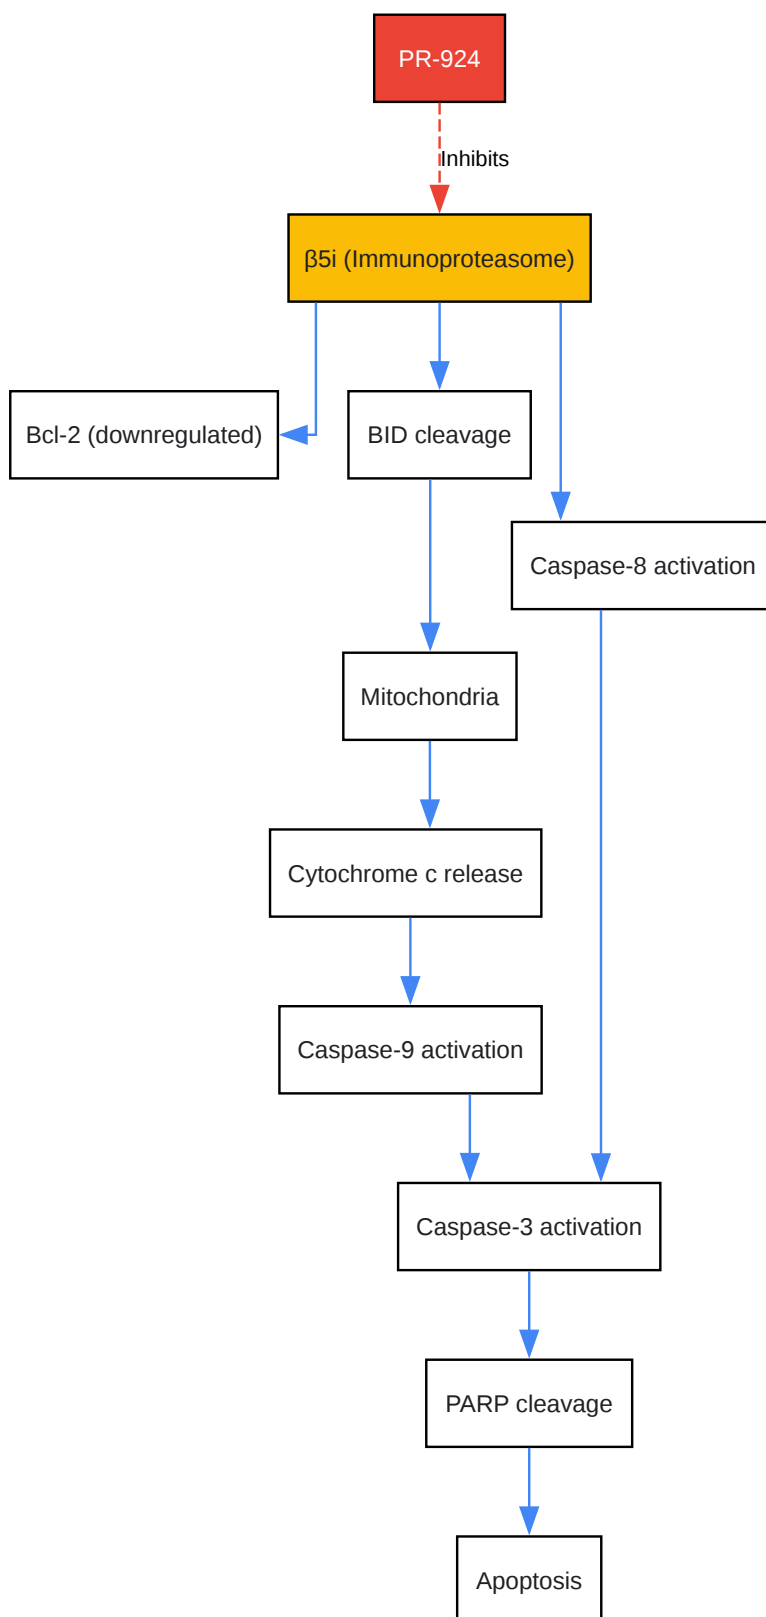 PR-924
Inhibits
β5i (Immunoproteasome)
Bcl-2 (downregulated)
BID cleavage
Caspase-8 activation
Mitochondria
Cytochrome c release
Caspase-9 activation
Caspase-3 activation
PARP cleavage
Apoptosis